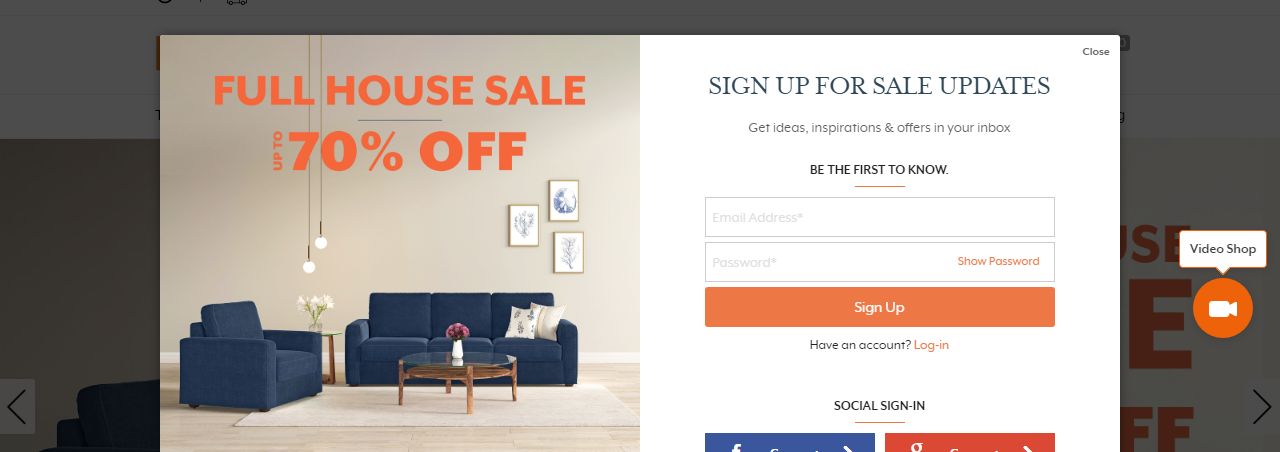 Close
FULL HOUSE SALE
UP TO 70% OFF
SIGN UP FOR SALE UPDATES
Get ideas, inspirations & offers in your inbox
BE THE FIRST TO KNOW.
Email Address*
Password*
Show Password
Sign Up
Have an account? Log-in
SOCIAL SIGN-IN
Video Shop